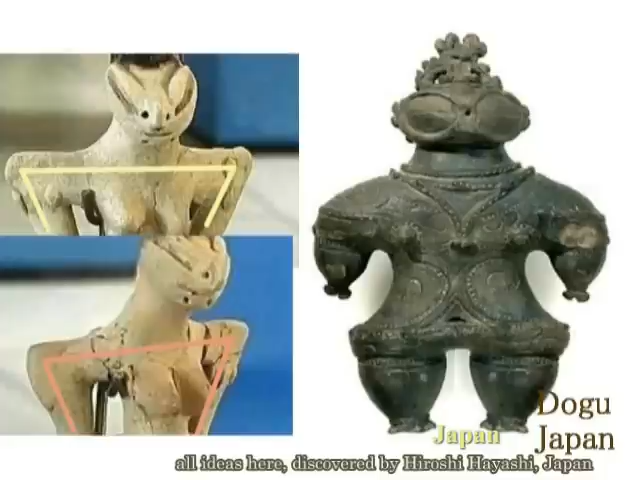 Dogu
Japan
Japan
all ideas here, discovered by Hiroshi Hayashi, Japan